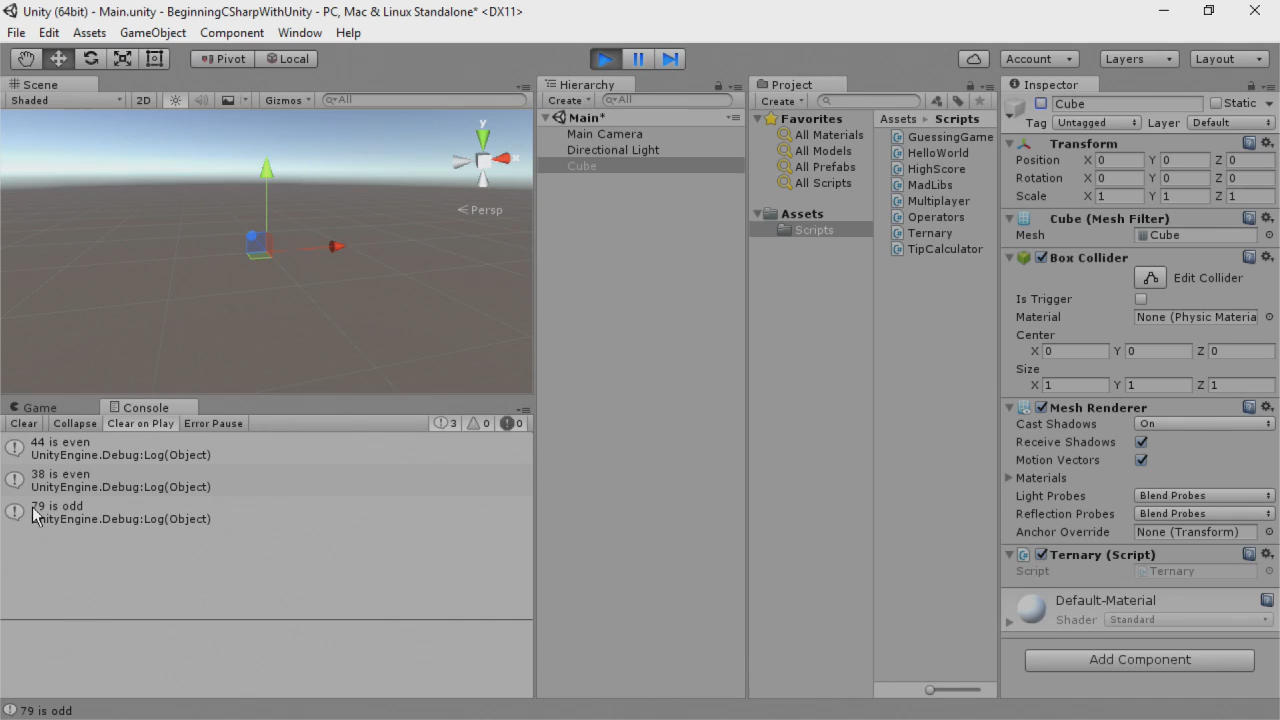 Unity (64bit) - Main.unity - BeginningCSharpWithUnity - PC, Mac & Linux Standalone* <DX11>
File Edit Assets GameObject Component Window Help
Pivot Local Account Layers Layout
Scene
Shaded 2D Gizmos All
y
x
Persp
Game Console
Clear Collapse Clear on Play Error Pause 3 0 0
44 is even
UnityEngine.Debug:Log(Object)
38 is even
UnityEngine.Debug:Log(Object)
79 is odd
UnityEngine.Debug:Log(Object)
79 is odd
Hierarchy
Create All
Main*
Main Camera
Directional Light
Cube
Project
Create
Favorites
All Materials
All Models
All Prefabs
All Scripts
Assets
Scripts
Assets Scripts
GuessingGame
HelloWorld
HighScore
MadLibs
Multiplayer
Operators
Ternary
TipCalculator
Inspector
Cube Static
Tag Untagged Layer Default
Transform
Position X 0 Y 0 Z 0
Rotation X 0 Y 0 Z 0
Scale X 1 Y 1 Z 1
Cube (Mesh Filter)
Mesh Cube
Box Collider
Edit Collider
Is Trigger
Material None (Physic Materia
Center
X 0 Y 0 Z 0
Size
X 1 Y 1 Z 1
Mesh Renderer
Cast Shadows On
Receive Shadows
Motion Vectors
Materials
Light Probes Blend Probes
Reflection Probes Blend Probes
Anchor Override None (Transform)
Ternary (Script)
Script Ternary
Default-Material
Shader Standard
Add Component